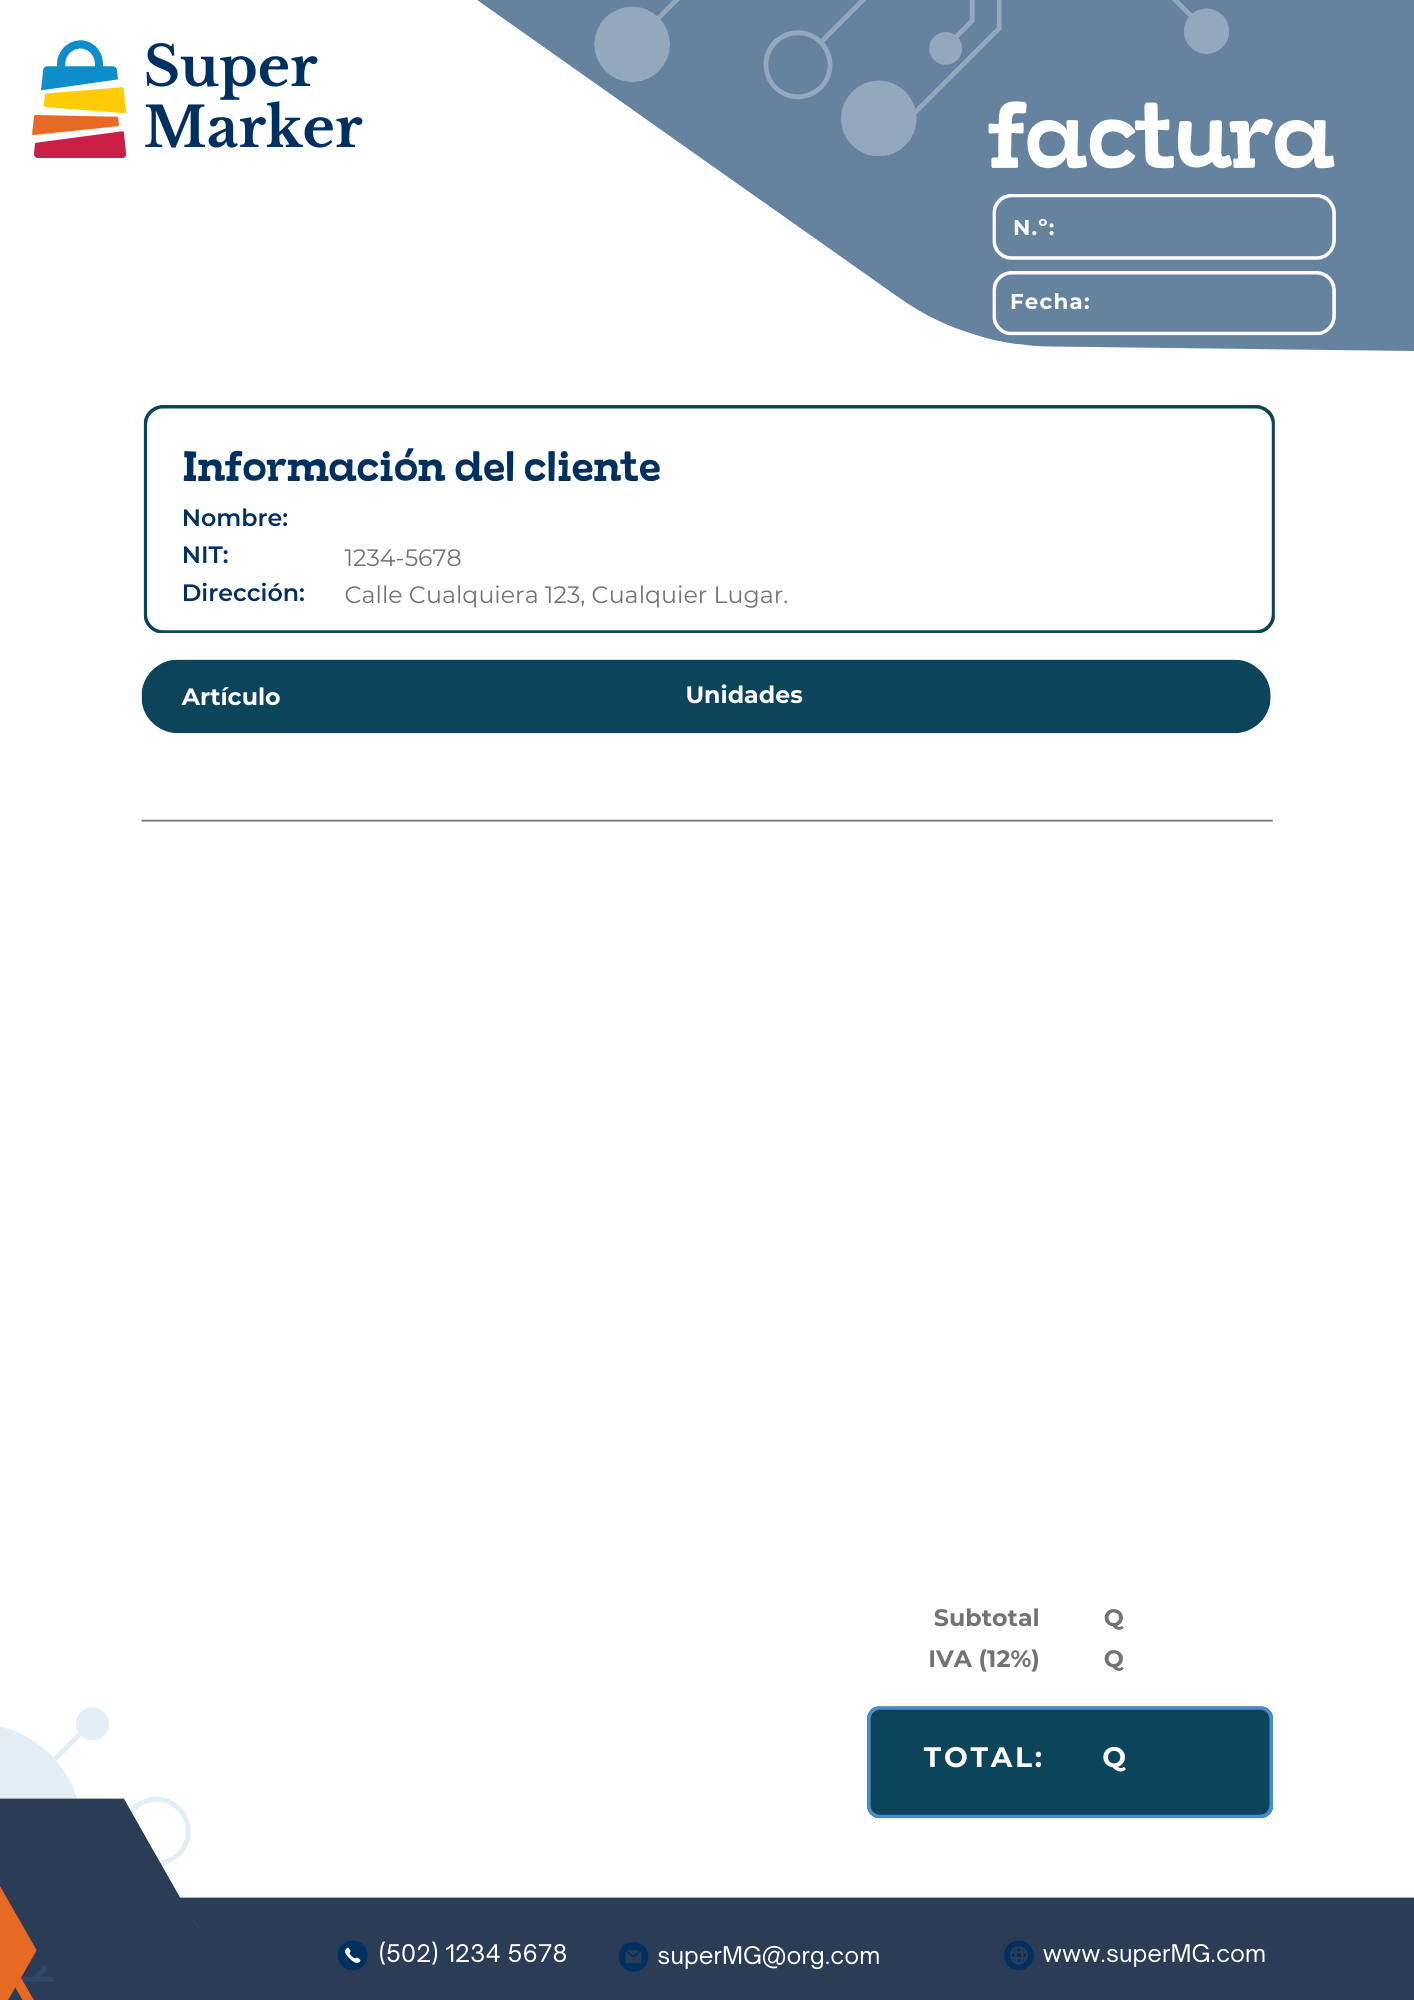 Super
Marker
factura
N.º:
Fecha:
Información del cliente
Nombre:
NIT: 1234-5678
Dirección: Calle Cualquiera 123, Cualquier Lugar.
Artículo Unidades
Subtotal Q
IVA (12%) Q
TOTAL: Q
(502) 1234 5678 superMG@org.com www.superMG.com